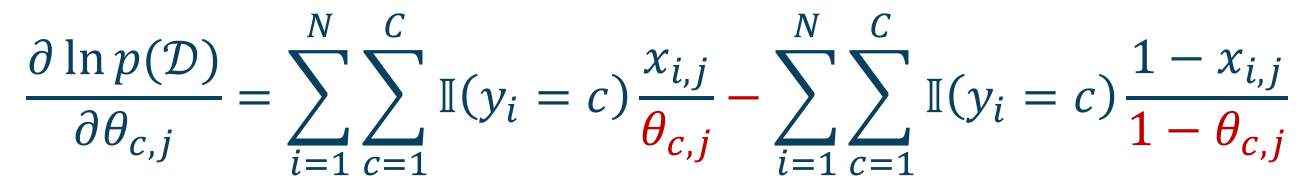 ∂ ln p(𝒟) / ∂θ_{c,j} = ∑_{i=1}^{N} ∑_{c=1}^{C} 𝕀(y_i = c) x_{i,j} / θ_{c,j} − ∑_{i=1}^{N} ∑_{c=1}^{C} 𝕀(y_i = c) (1 − x_{i,j}) / (1 − θ_{c,j})